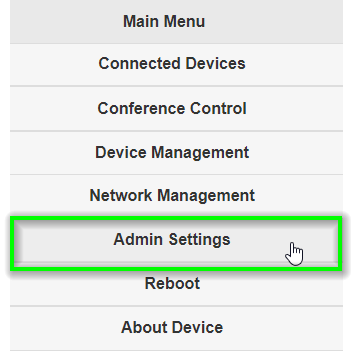 Main Menu
Connected Devices
Conference Control
Device Management
Network Management
Admin Settings
Reboot
About Device